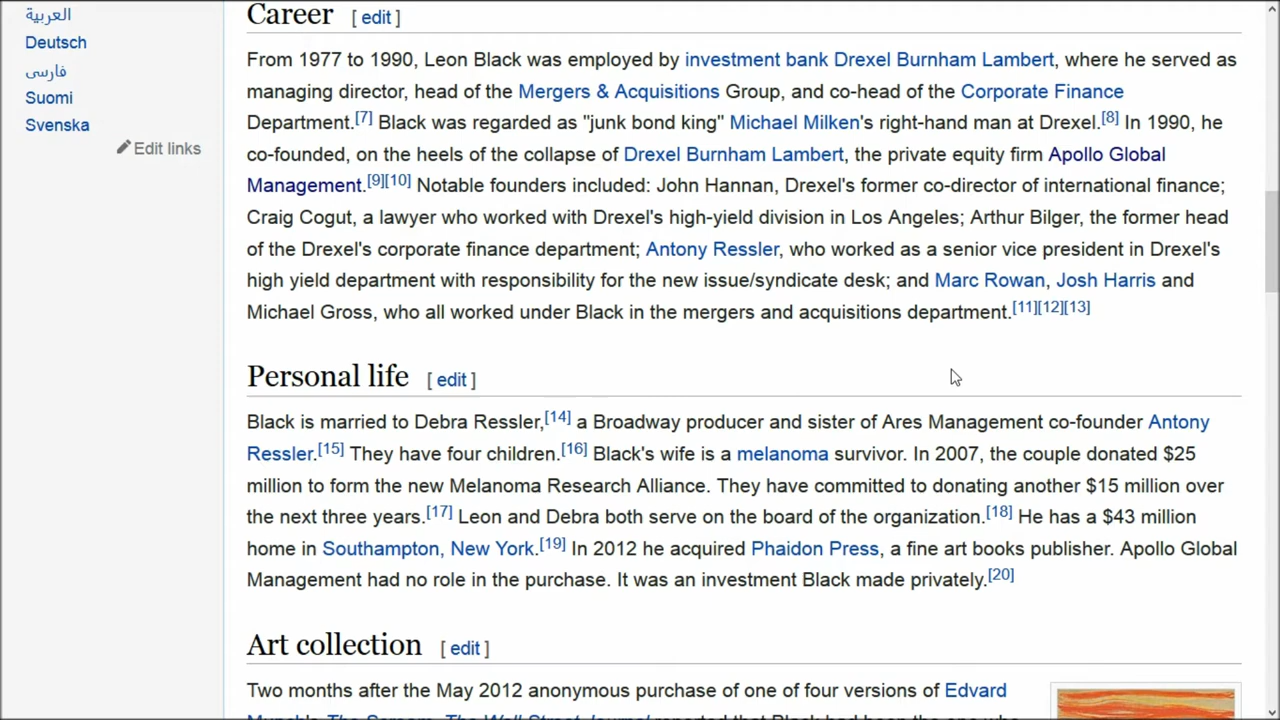 العربية
Deutsch
فارسی
Suomi
Svenska
Edit links
Career [ edit ]
From 1977 to 1990, Leon Black was employed by investment bank Drexel Burnham Lambert, where he served as
managing director, head of the Mergers & Acquisitions Group, and co-head of the Corporate Finance
Department.[7] Black was regarded as "junk bond king" Michael Milken's right-hand man at Drexel.[8] In 1990, he
co-founded, on the heels of the collapse of Drexel Burnham Lambert, the private equity firm Apollo Global
Management.[9][10] Notable founders included: John Hannan, Drexel's former co-director of international finance;
Craig Cogut, a lawyer who worked with Drexel's high-yield division in Los Angeles; Arthur Bilger, the former head
of the Drexel's corporate finance department; Antony Ressler, who worked as a senior vice president in Drexel's
high yield department with responsibility for the new issue/syndicate desk; and Marc Rowan, Josh Harris and
Michael Gross, who all worked under Black in the mergers and acquisitions department.[11][12][13]
Personal life [ edit ]
Black is married to Debra Ressler,[14] a Broadway producer and sister of Ares Management co-founder Antony
Ressler.[15] They have four children.[16] Black's wife is a melanoma survivor. In 2007, the couple donated $25
million to form the new Melanoma Research Alliance. They have committed to donating another $15 million over
the next three years.[17] Leon and Debra both serve on the board of the organization.[18] He has a $43 million
home in Southampton, New York.[19] In 2012 he acquired Phaidon Press, a fine art books publisher. Apollo Global
Management had no role in the purchase. It was an investment Black made privately.[20]
Art collection [ edit ]
Two months after the May 2012 anonymous purchase of one of four versions of Edvard
Munch's The Scream, The Wall Street Journal reported that Black had been the one who